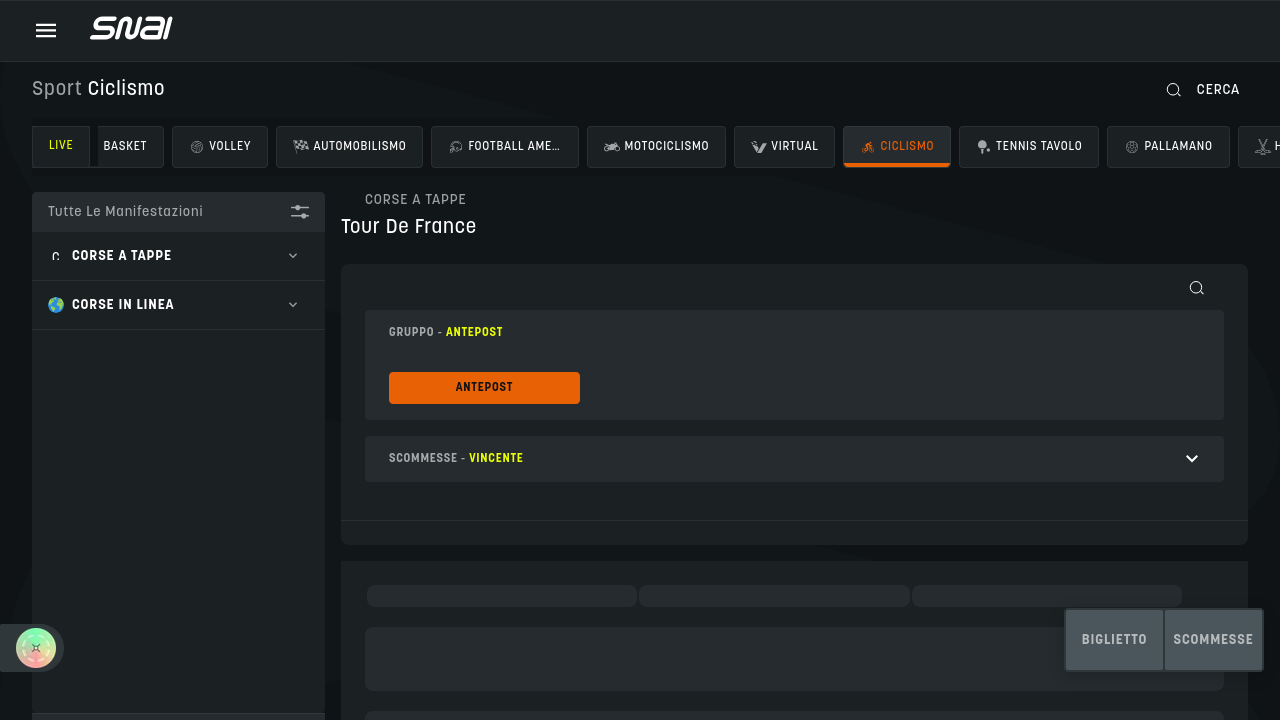 SNAI
Sport Ciclismo
CERCA
LIVE
BASKET
VOLLEY
AUTOMOBILISMO
FOOTBALL AME...
MOTOCICLISMO
VIRTUAL
CICLISMO
TENNIS TAVOLO
PALLAMANO
H
Tutte Le Manifestazioni
CORSE A TAPPE
CORSE IN LINEA
CORSE A TAPPE
Tour De France
GRUPPO - ANTEPOST
ANTEPOST
SCOMMESSE - VINCENTE
BIGLIETTO
SCOMMESSE